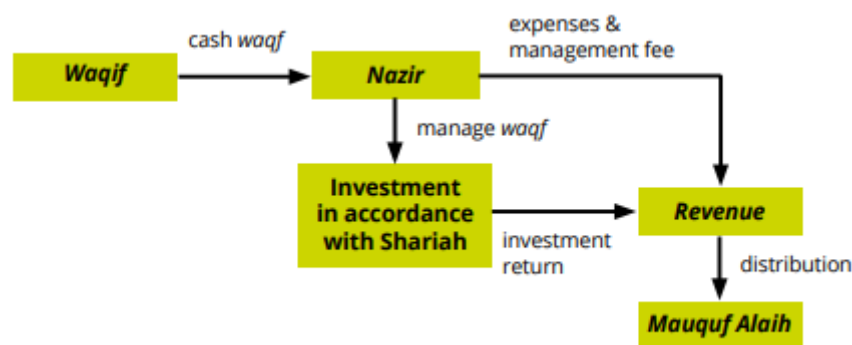 cash waqf
expenses &
management fee
Waqif
Nazir
manage waqf
Investment
in accordance
with Shariah
investment
return
Revenue
distribution
Mauquf Alaih